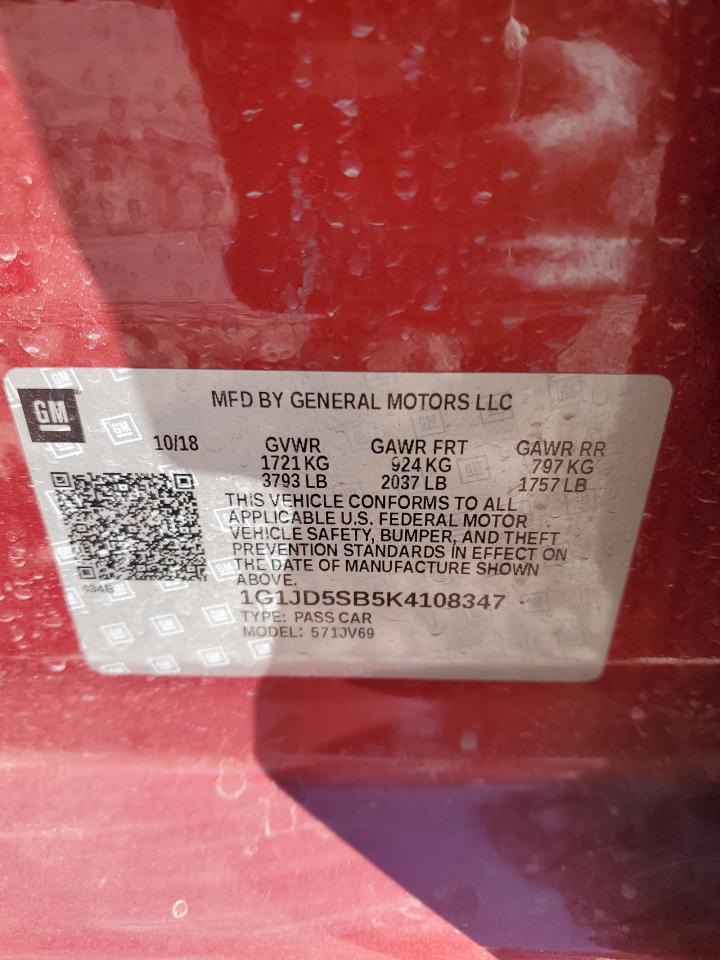 GM
MFD BY GENERAL MOTORS LLC
10/18 GVWR GAWR FRT GAWR RR
1721 KG 924 KG 797 KG
3793 LB 2037 LB 1757 LB
THIS VEHICLE CONFORMS TO ALL
APPLICABLE U.S. FEDERAL MOTOR
VEHICLE SAFETY, BUMPER, AND THEFT
PREVENTION STANDARDS IN EFFECT ON
THE DATE OF MANUFACTURE SHOWN
ABOVE.
1G1JD5SB5K4108347
TYPE: PASS CAR
MODEL: 571JV69